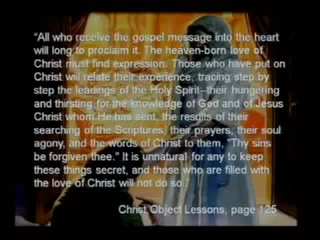 "All who receive the gospel message into the heart
will long to proclaim it. The heaven-born love of
Christ must find expression. Those who have put on
Christ will relate their experience, tracing step by
step the leadings of the Holy Spirit--their hungering
and thirsting for the knowledge of God and of Jesus
Christ whom He has sent, the results of their
searching of the Scriptures, their prayers, their soul
agony, and the words of Christ to them, "Thy sins
be forgiven thee." It is unnatural for any to keep
these things secret, and those who are filled with
the love of Christ will not do so."
Christ Object Lessons, page 125